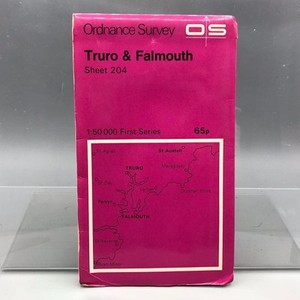 Ordnance Survey OS
Truro & Falmouth
Sheet 204
1:50 000 First Series 65p
St Austell
TRURO
FALMOUTH